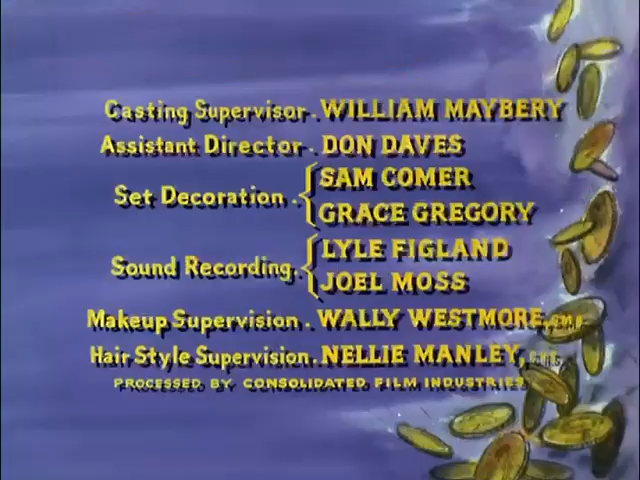 Casting Supervisor. WILLIAM MAYBERY
Assistant Director. DON DAVES
Set Decoration. { SAM COMER
GRACE GREGORY
Sound Recording. { LYLE FIGLAND
JOEL MOSS
Makeup Supervision. WALLY WESTMORE, S.M.A.
Hair Style Supervision. NELLIE MANLEY, C.H.S.
PROCESSED BY CONSOLIDATED FILM INDUSTRIES